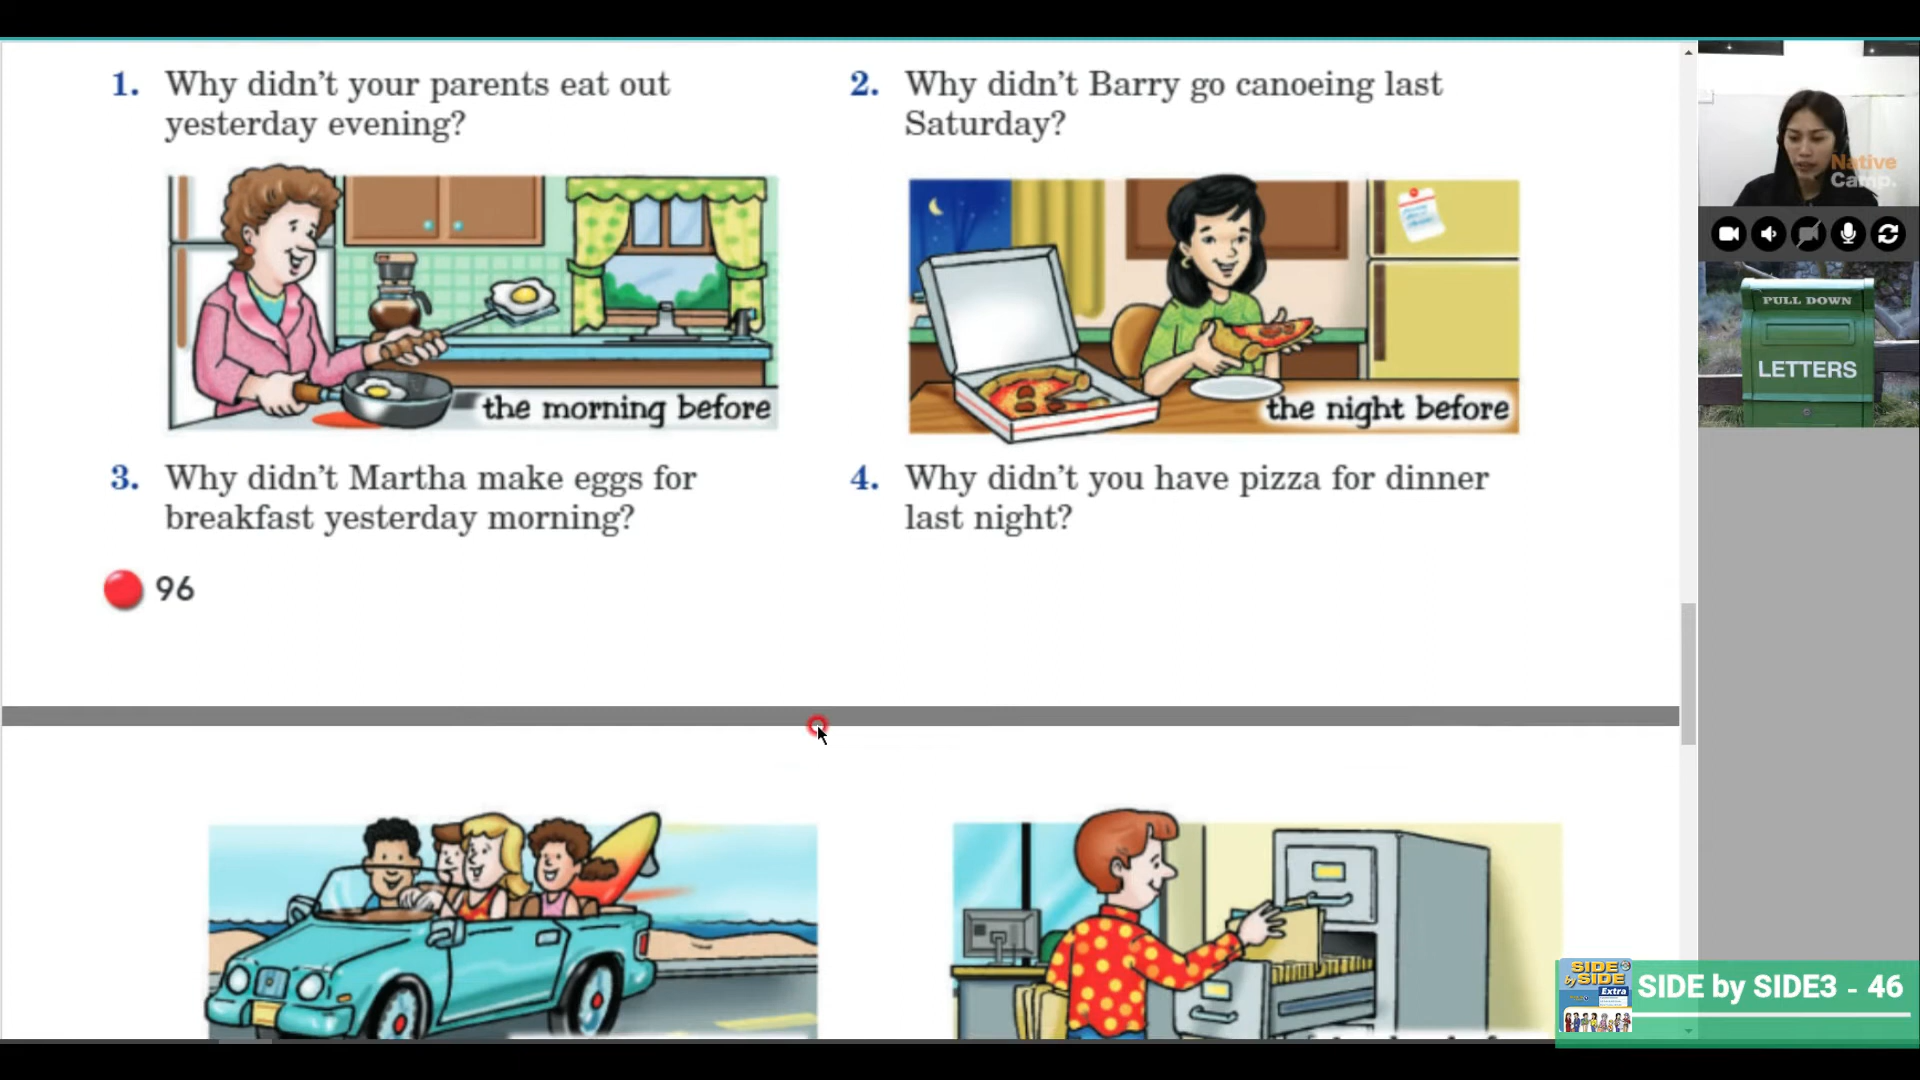 1. Why didn't your parents eat out
yesterday evening?
2. Why didn't Barry go canoeing last
Saturday?
the morning before
the night before
3. Why didn't Martha make eggs for
breakfast yesterday morning?
4. Why didn't you have pizza for dinner
last night?
96
Native
Camp.
PULL DOWN
LETTERS
SIDE
by SIDE
Extra
SIDE by SIDE3 - 46